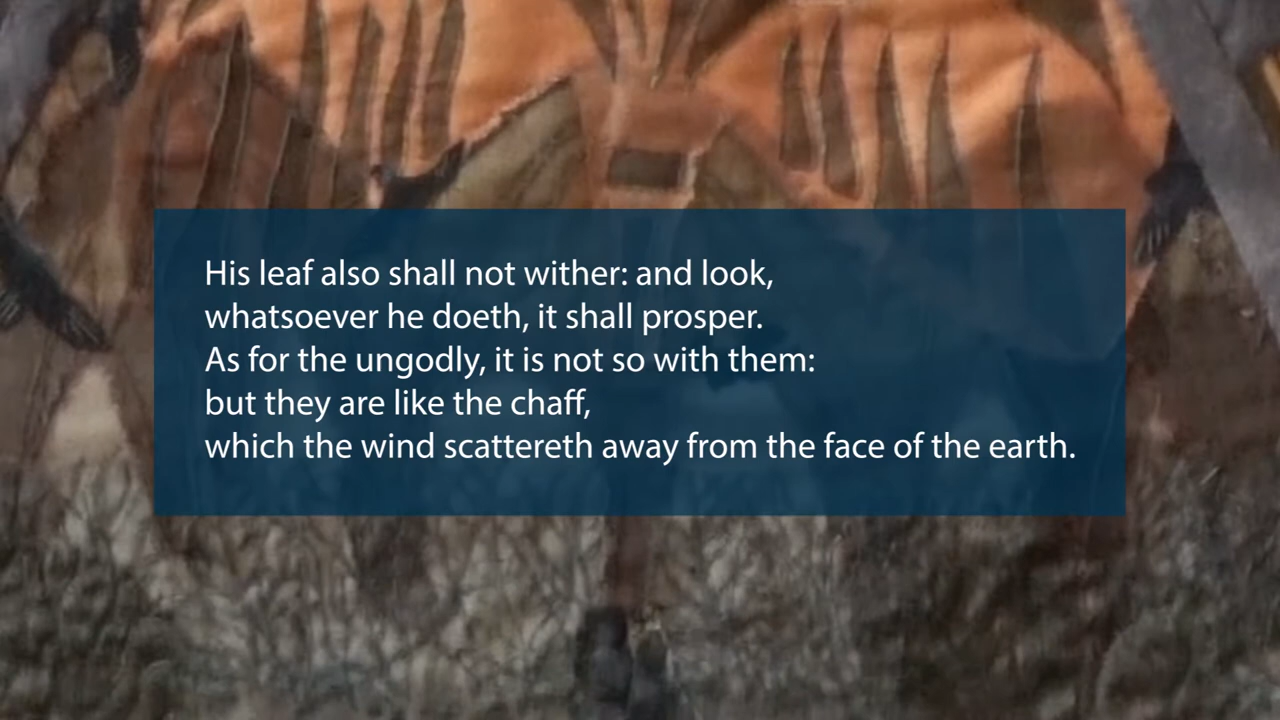 His leaf also shall not wither: and look,
whatsoever he doeth, it shall prosper.
As for the ungodly, it is not so with them:
but they are like the chaff,
which the wind scattereth away from the face of the earth.